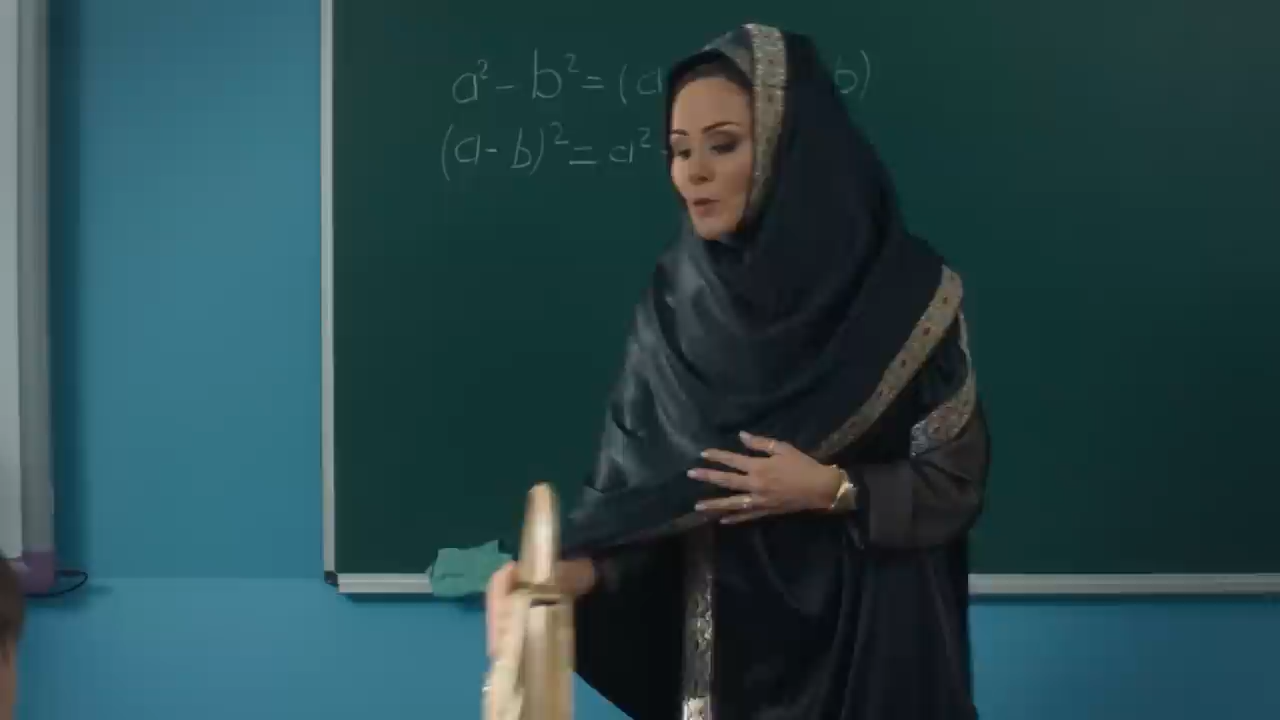 a² - b² = (a b)
(a - b)² = a²